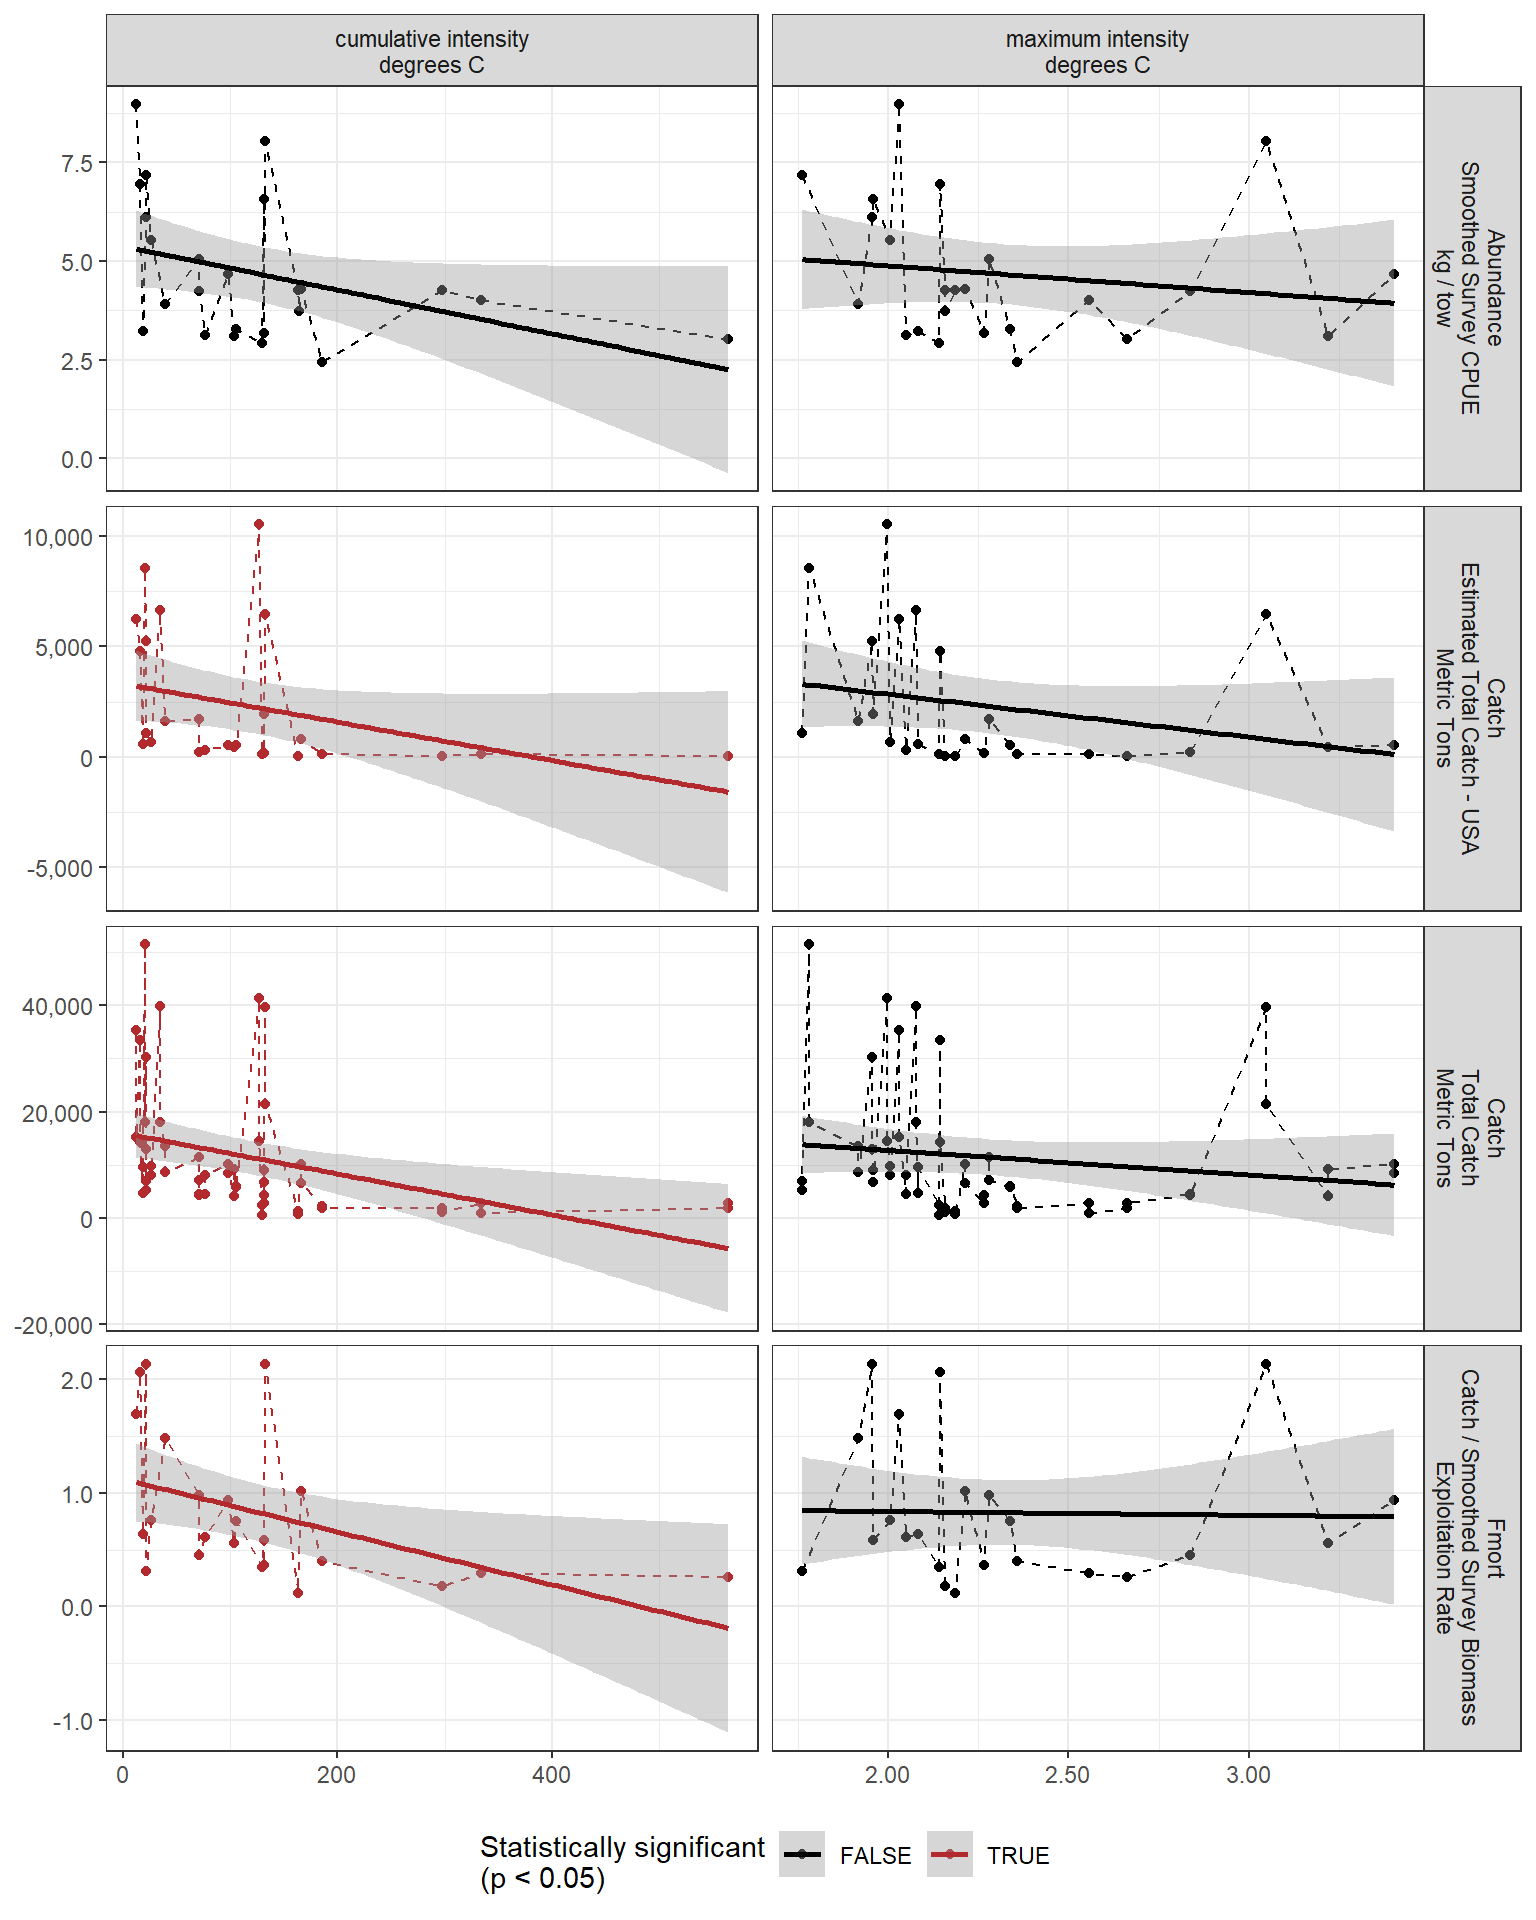 cumulative intensity
degrees C
maximum intensity
degrees C
7.5
5.0
2.5
0.0
Abundance
Smoothed Survey CPUE
kg / tow
10,000
5,000
0
-5,000
Catch
Estimated Total Catch - USA
Metric Tons
40,000
20,000
0
-20,000
Catch
Total Catch
Metric Tons
2.0
1.0
0.0
-1.0
Fmort
Catch / Smoothed Survey Biomass
Exploitation Rate
0
200
400
2.00
2.50
3.00
Statistically significant
(p < 0.05)
FALSE
TRUE